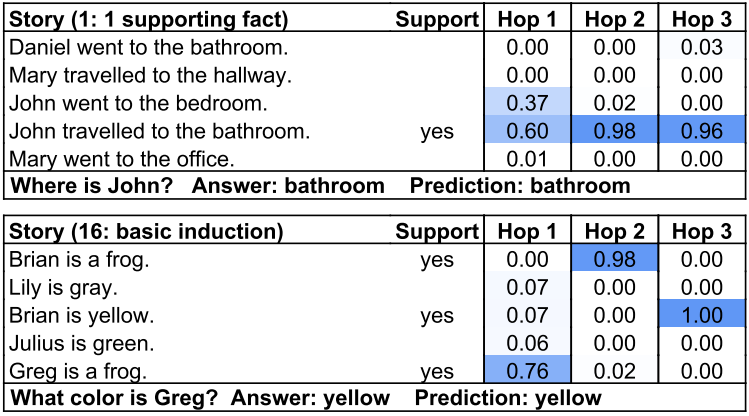 Story (1: 1 supporting fact) Support Hop 1 Hop 2 Hop 3
Daniel went to the bathroom. 0.00 0.00 0.03
Mary travelled to the hallway. 0.00 0.00 0.00
John went to the bedroom. 0.37 0.02 0.00
John travelled to the bathroom. yes 0.60 0.98 0.96
Mary went to the office. 0.01 0.00 0.00
Where is John? Answer: bathroom Prediction: bathroom
Story (16: basic induction) Support Hop 1 Hop 2 Hop 3
Brian is a frog. yes 0.00 0.98 0.00
Lily is gray. 0.07 0.00 0.00
Brian is yellow. yes 0.07 0.00 1.00
Julius is green. 0.06 0.00 0.00
Greg is a frog. yes 0.76 0.02 0.00
What color is Greg? Answer: yellow Prediction: yellow